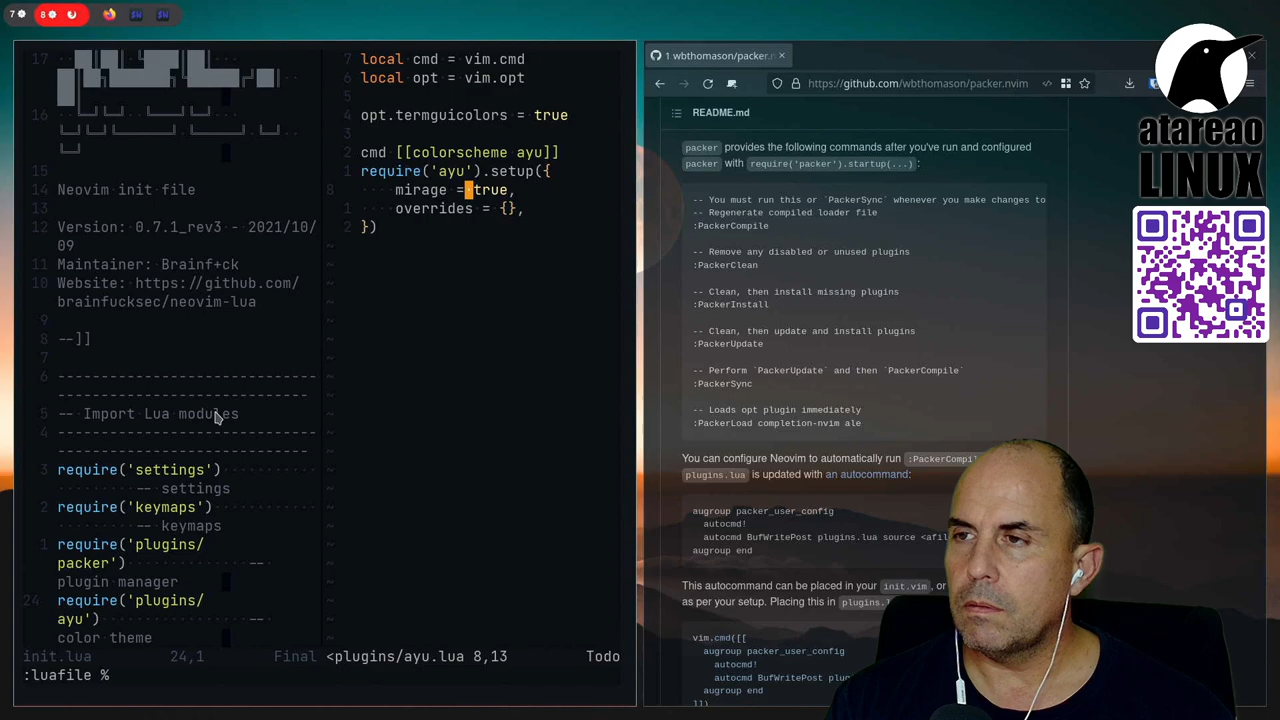 7
8
17
16
15
14 Neovim init file
13
12 Version: 0.7.1_rev3 - 2021/10/
09
11 Maintainer: Brainf+ck
10 Website: https://github.com/
brainfucksec/neovim-lua
9
8 --]]
7
6 ------------------------------
-----------------------------
5 -- Import Lua modules
4 ------------------------------
-----------------------------
3 require('settings')
-- settings
2 require('keymaps')
-- keymaps
1 require('plugins/
packer') --
plugin manager
24 require('plugins/
ayu') --
color theme
init.lua 24,1 Final
:luafile %
7 local cmd = vim.cmd
6 local opt = vim.opt
5
4 opt.termguicolors = true
3
2 cmd [[colorscheme ayu]]
1 require('ayu').setup({
8 mirage = true,
1 overrides = {},
2 })
~
<plugins/ayu.lua 8,13 Todo
1 wbthomason/packer.n
https://github.com/wbthomason/packer.nvim
README.md
packer provides the following commands after you've run and configured
packer with require('packer').startup(...) :
-- You must run this or `PackerSync` whenever you make changes to
-- Regenerate compiled loader file
:PackerCompile
-- Remove any disabled or unused plugins
:PackerClean
-- Clean, then install missing plugins
:PackerInstall
-- Clean, then update and install plugins
:PackerUpdate
-- Perform `PackerUpdate` and then `PackerCompile`
:PackerSync
-- Loads opt plugin immediately
:PackerLoad completion-nvim ale
You can configure Neovim to automatically run :PackerCompil
plugins.lua is updated with an autocommand:
augroup packer_user_config
autocmd!
autocmd BufWritePost plugins.lua source <afil
augroup end
This autocommand can be placed in your init.vim, or
as per your setup. Placing this in plugins.l
vim.cmd([[
augroup packer_user_config
autocmd!
autocmd BufWritePost plu
augroup end
]])
atareao
LINUX